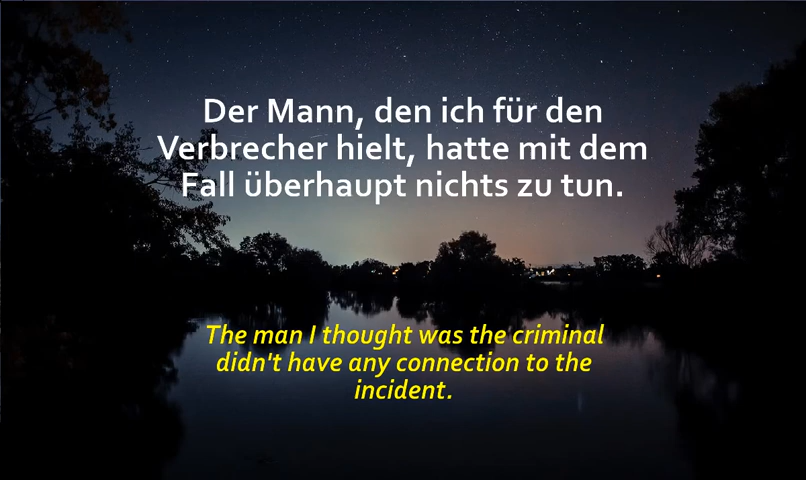 Der Mann, den ich für den
Verbrecher hielt, hatte mit dem
Fall überhaupt nichts zu tun.
The man I thought was the criminal
didn't have any connection to the
incident.